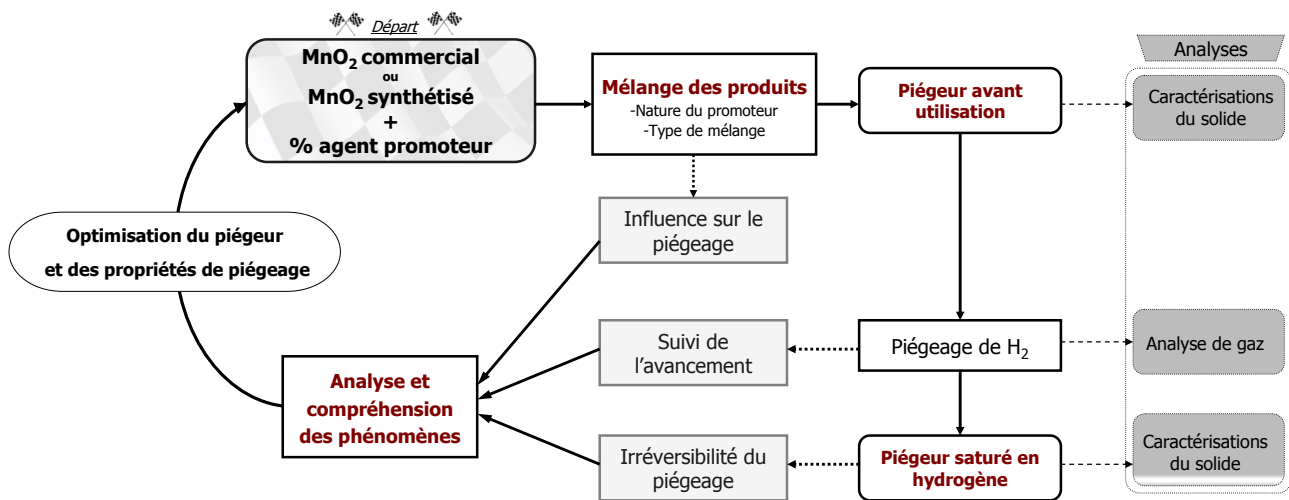 Départ
MnO₂ commercial
ou
MnO₂ synthétisé
+
% agent promoteur
Mélange des produits
-Nature du promoteur
-Type de mélange
Piégeur avant
utilisation
Analyses
Caractérisations
du solide
Influence sur le
piégeage
Optimisation du piégeur
et des propriétés de piégeage
Suivi de
l’avancement
Piégeage de H₂
Analyse de gaz
Analyse et
compréhension
des phénomènes
Irréversibilité du
piégeage
Piégeur saturé en
hydrogène
Caractérisations
du solide